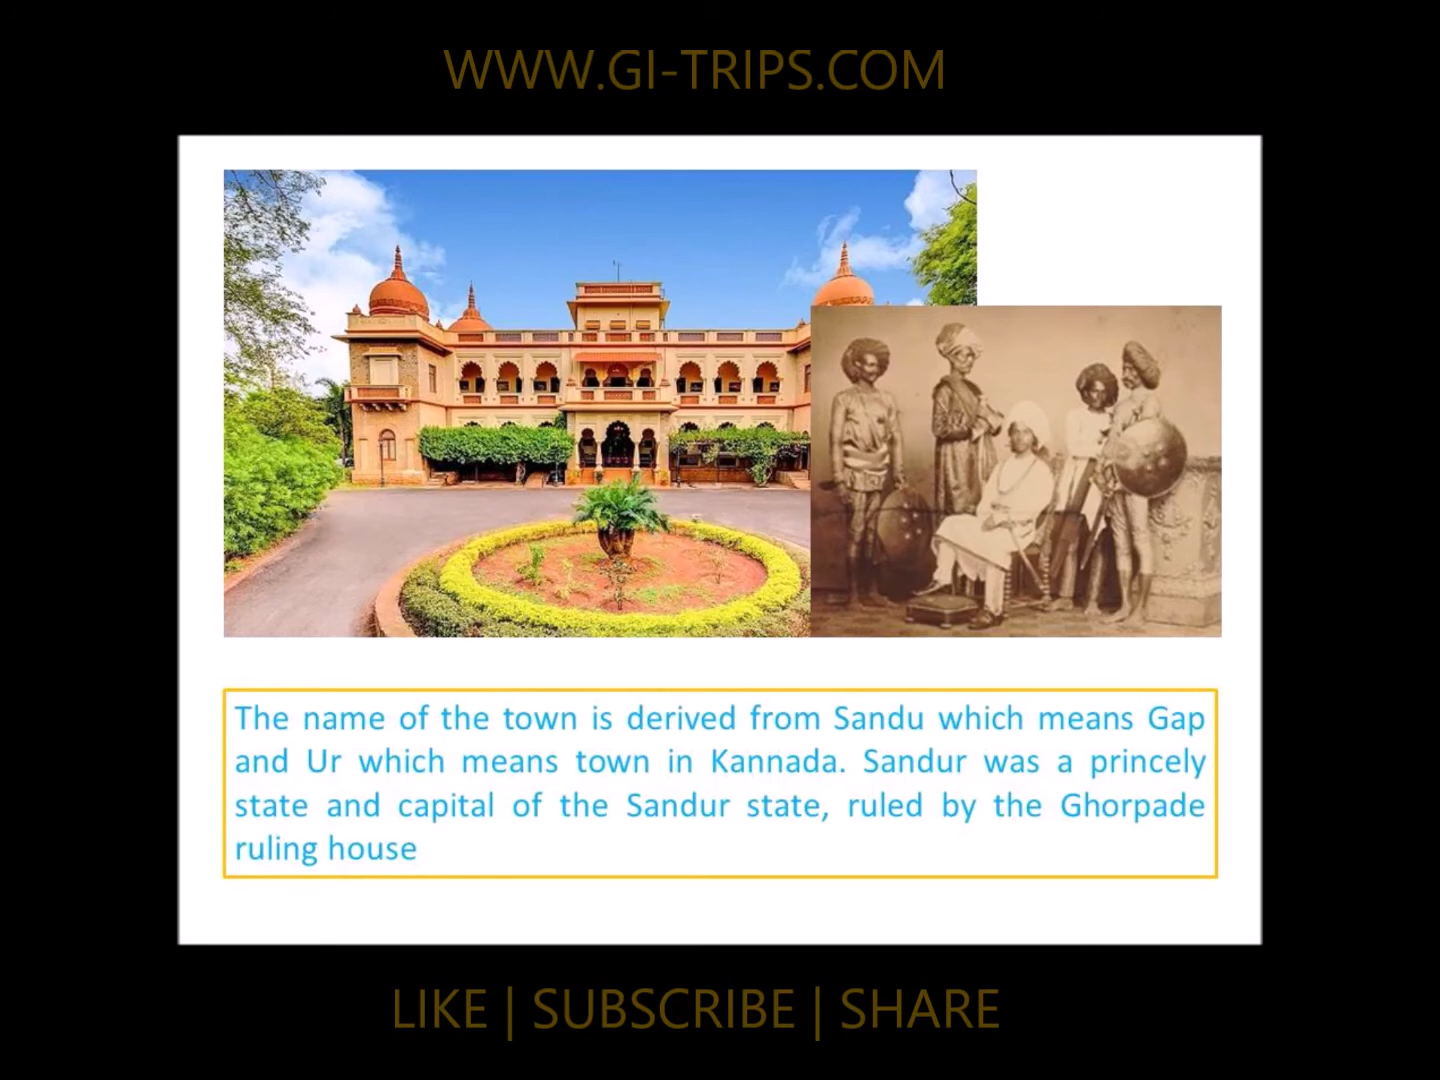 WWW.GI-TRIPS.COM
The name of the town is derived from Sandu which means Gap
and Ur which means town in Kannada. Sandur was a princely
state and capital of the Sandur state, ruled by the Ghorpade
ruling house
LIKE | SUBSCRIBE | SHARE